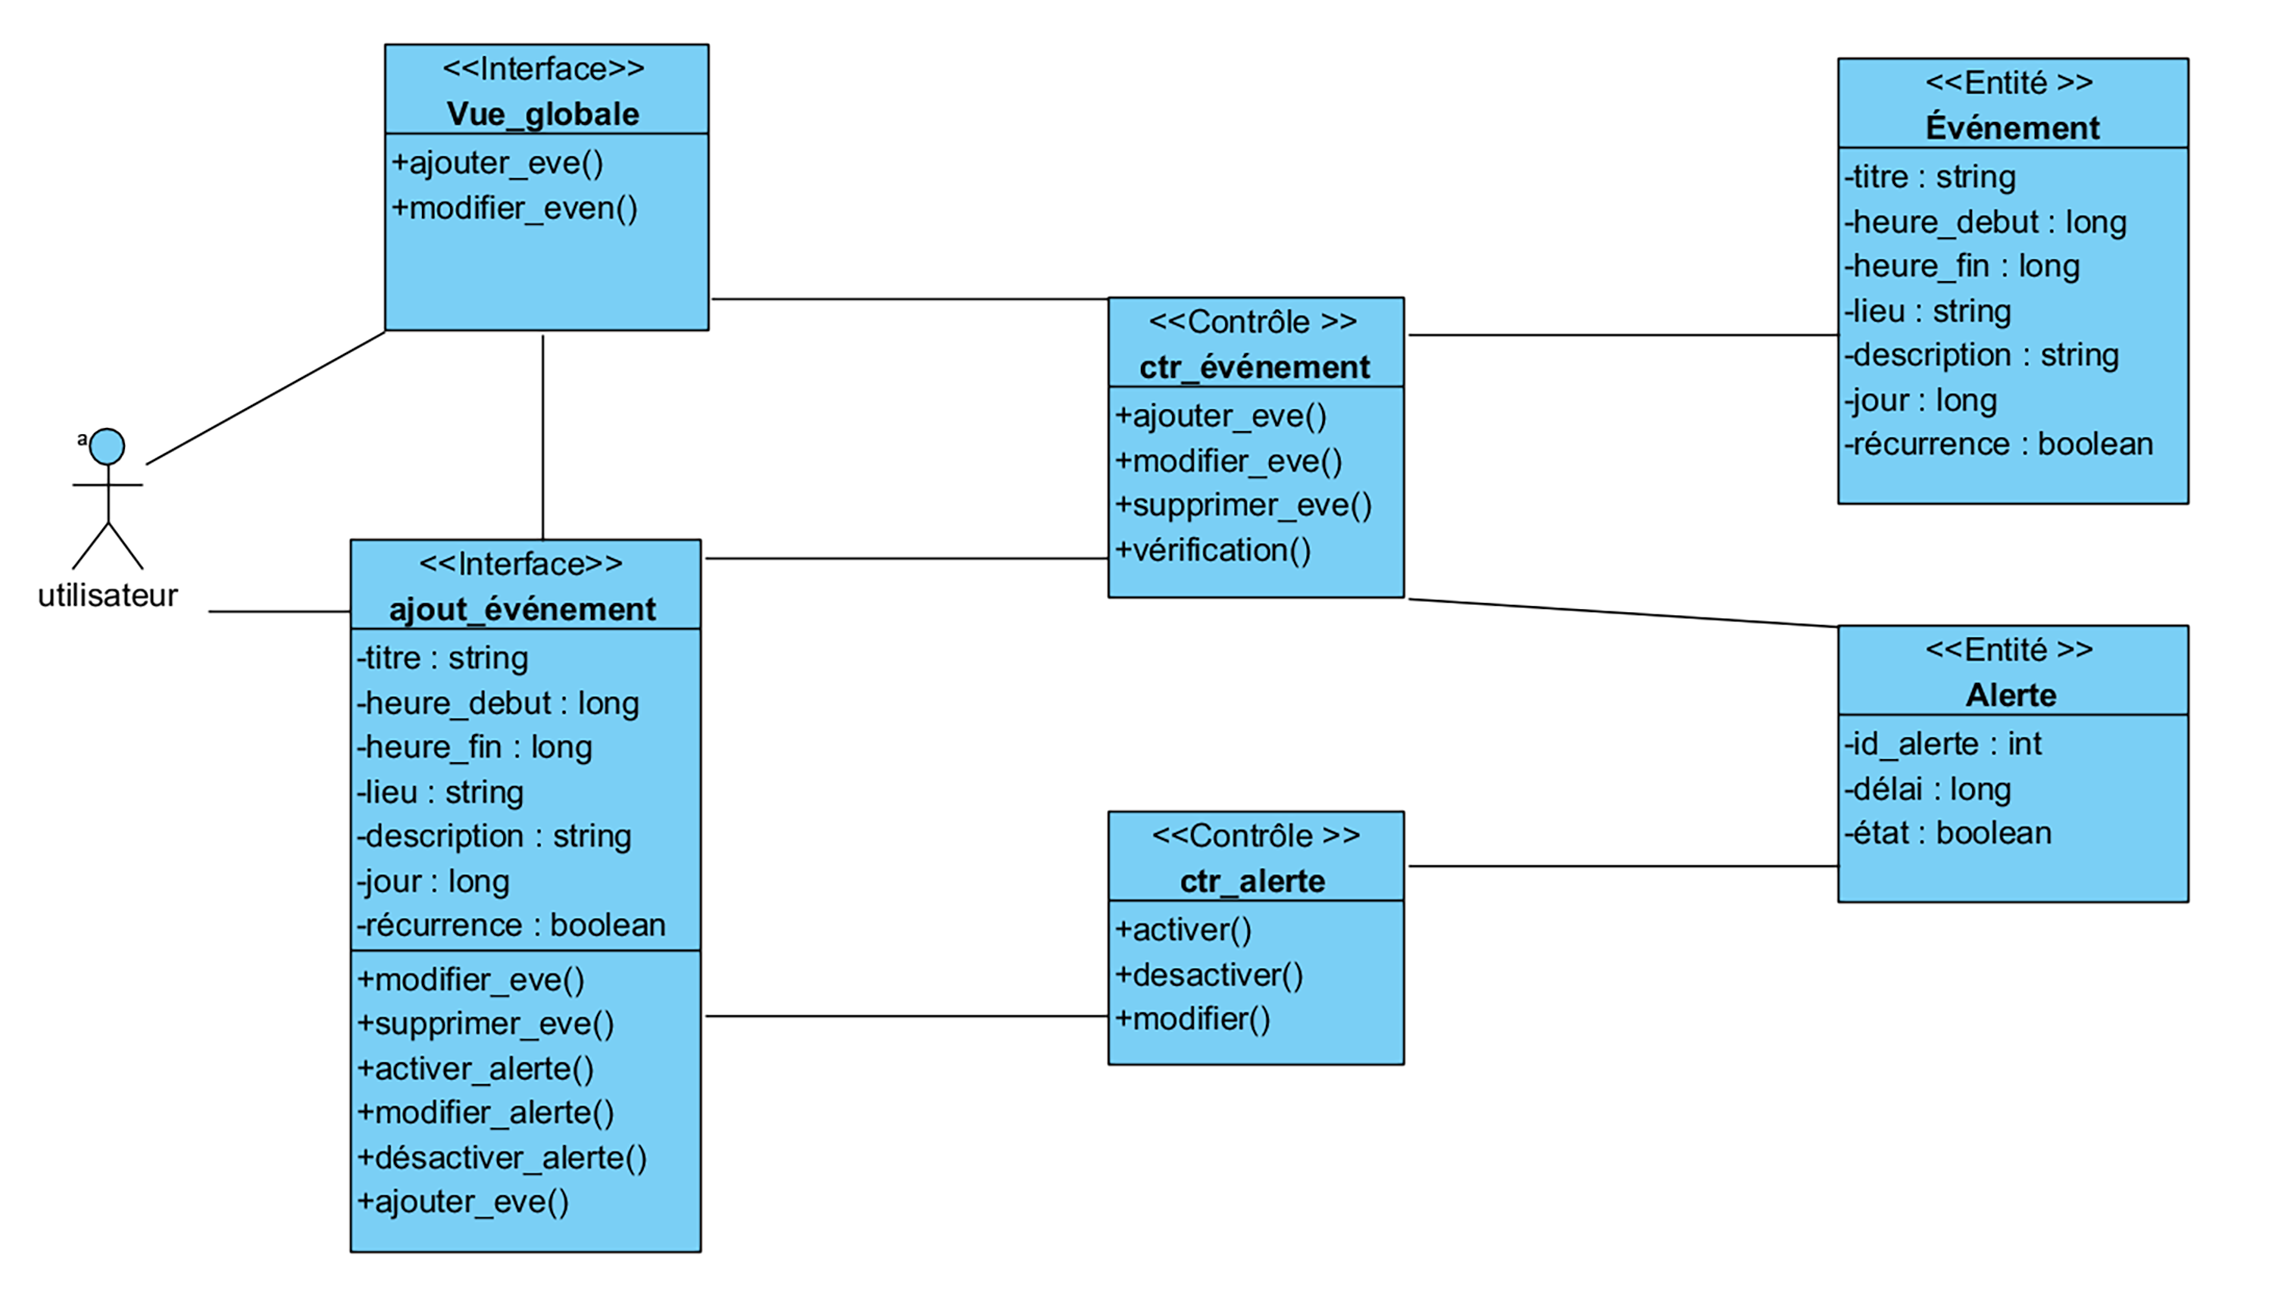 <<Interface>>
Vue_globale
+ajouter_eve()
+modifier_even()
a
utilisateur
<<Interface>>
ajout_événement
-titre : string
-heure_debut : long
-heure_fin : long
-lieu : string
-description : string
-jour : long
-récurrence : boolean
+modifier_eve()
+supprimer_eve()
+activer_alerte()
+modifier_alerte()
+désactiver_alerte()
+ajouter_eve()
<<Contrôle >>
ctr_événement
+ajouter_eve()
+modifier_eve()
+supprimer_eve()
+vérification()
<<Contrôle >>
ctr_alerte
+activer()
+desactiver()
+modifier()
<<Entité >>
Événement
-titre : string
-heure_debut : long
-heure_fin : long
-lieu : string
-description : string
-jour : long
-récurrence : boolean
<<Entité >>
Alerte
-id_alerte : int
-délai : long
-état : boolean